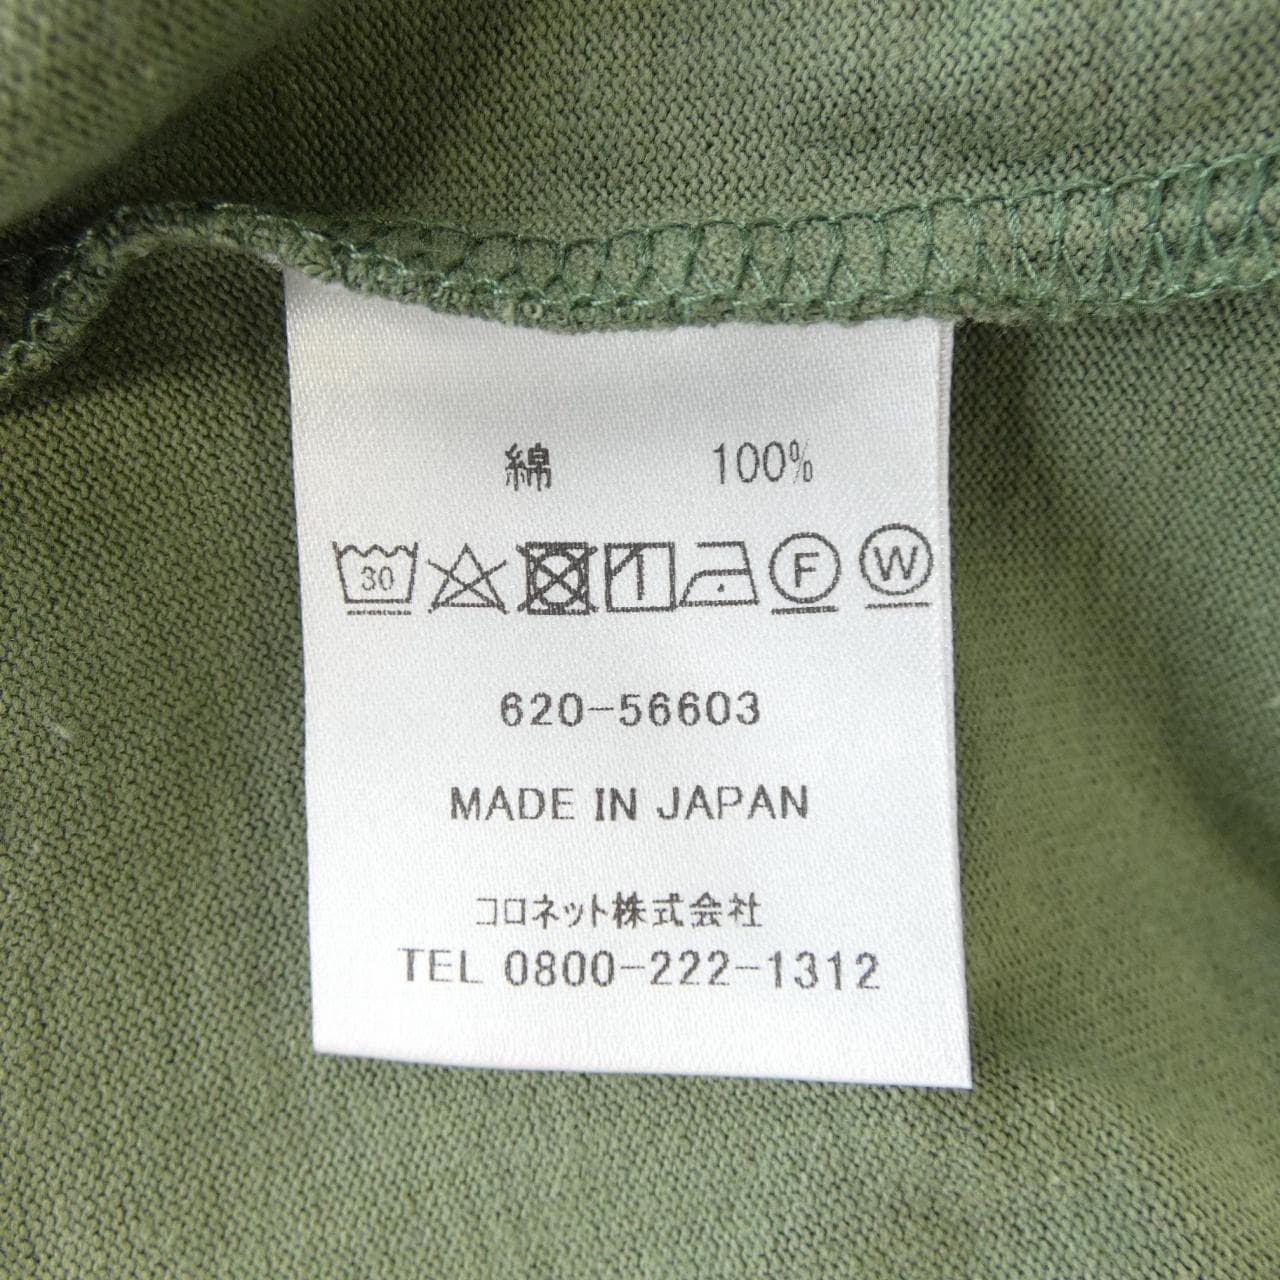 綿 100%
30 F W
620-56603
MADE IN JAPAN
コロネット株式会社
TEL 0800-222-1312